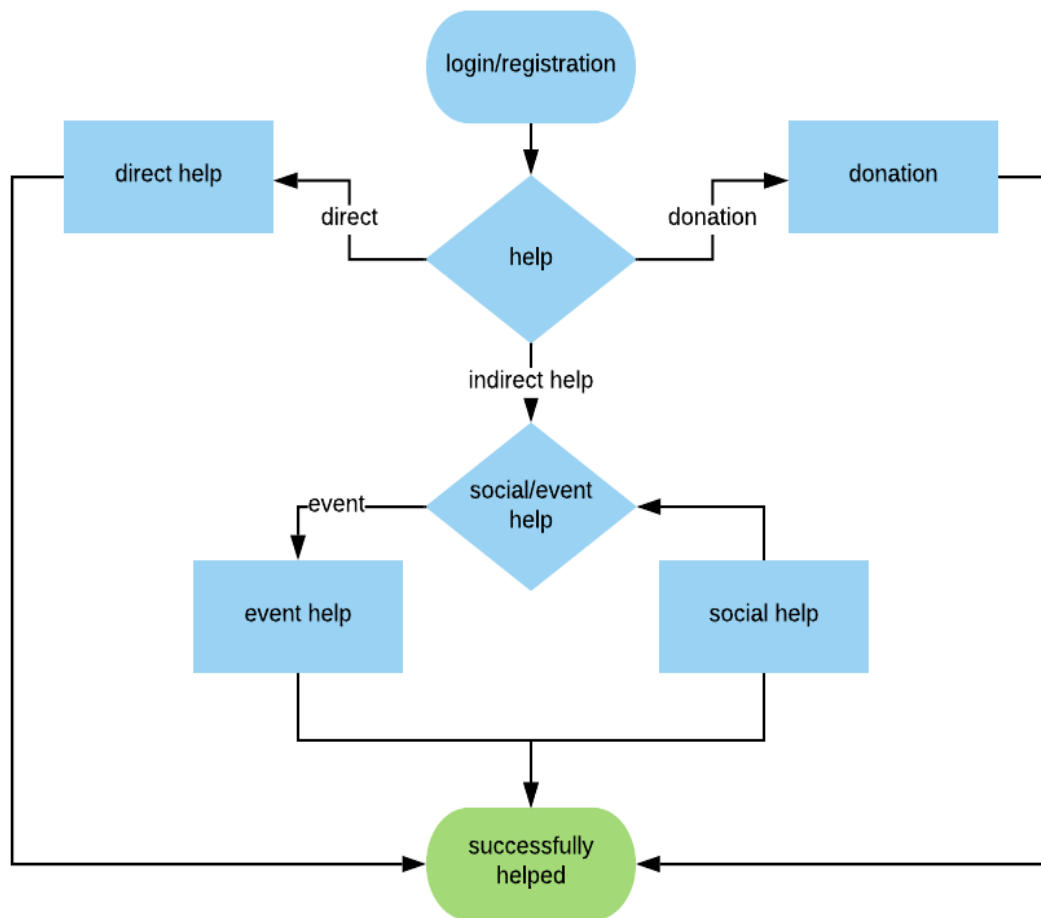 login/registration
direct help
donation
direct
donation
help
indirect help
social/event
help
event
event help
social help
successfully
helped